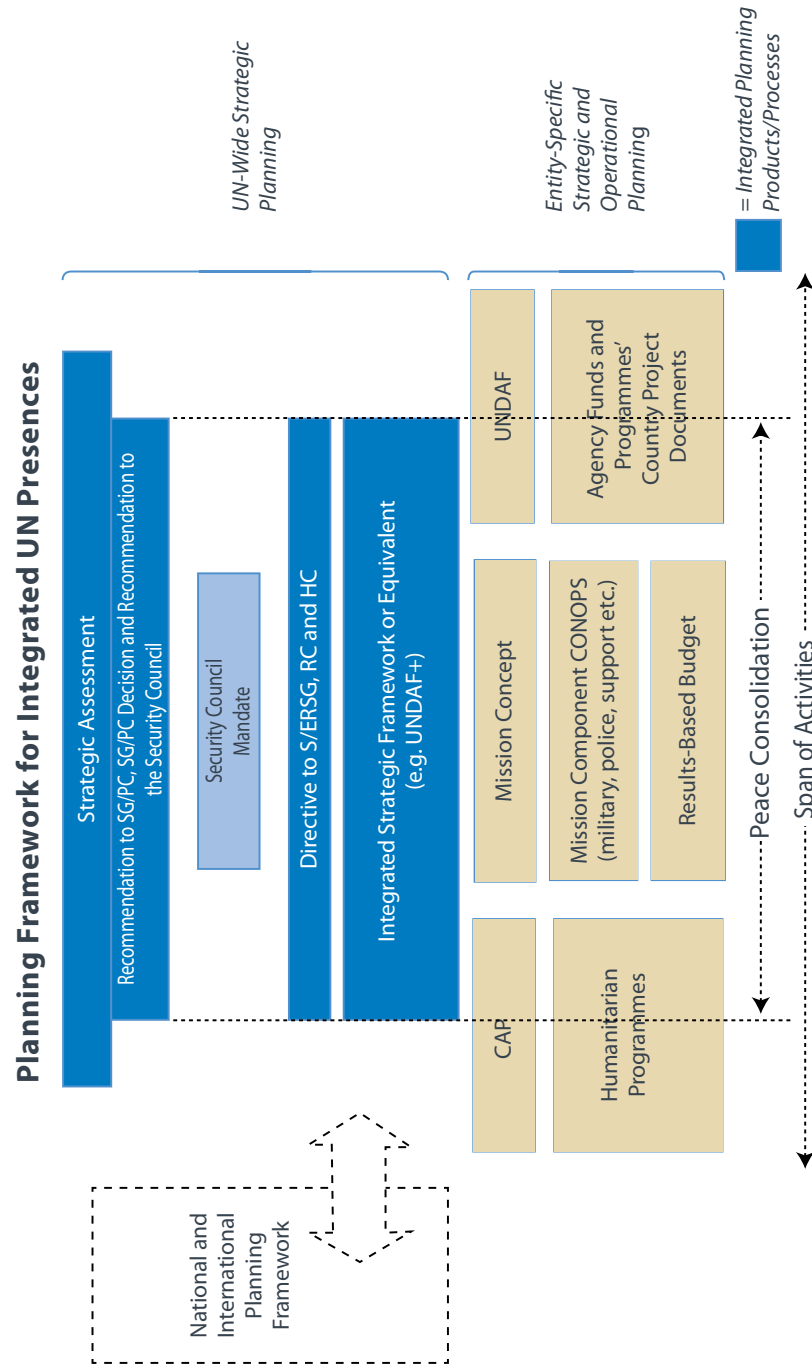 Planning Framework for Integrated UN Presences
Strategic Assessment
Recommendation to SG/PC, SG/PC Decision and Recommendation to
the Security Council
Security Council
Mandate
Directive to S/ERSG, RC and HC
Integrated Strategic Framework or Equivalent
(e.g. UNDAF+)
UN-Wide Strategic
Planning
National and
International
Planning
Framework
CAP
Humanitarian
Programmes
Mission Concept
Mission Component CONOPS
(military, police, support etc.)
Results-Based Budget
UNDAF
Agency Funds and
Programmes’
Country Project
Documents
Entity-Specific
Strategic and
Operational
Planning
Peace Consolidation
Span of Activities
= Integrated Planning
Products/Processes